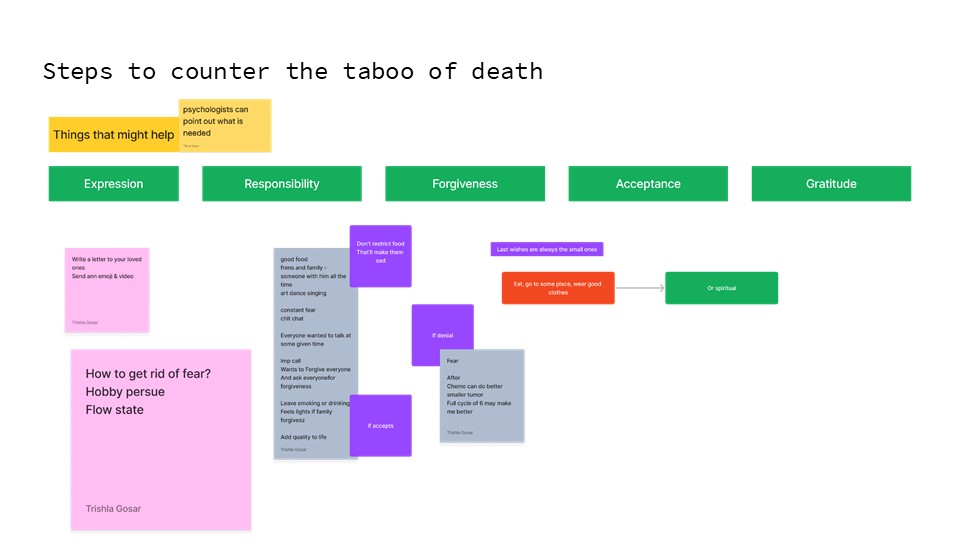 Steps to counter the taboo of death
Things that might help
psychologists can
point out what is
needed
Expression
Responsibility
Forgiveness
Acceptance
Gratitude
Write a letter to your loved
ones
Send ann emoji & video
Trishla Gosar
How to get rid of fear?
Hobby persue
Flow state
Trishla Gosar
good food
frens and family -
someone with him all the
time
art dance singing
constant fear
chit chat
Everyone wanted to talk at
some given time
Imp call
Wants to Forgive everyone
And ask everyonefor
forgiveness
Leave smoking or drinking
Feels lights if family
forgivesz
Add quality to life
Trishla Gosar
Don't restrict food
That'll make them
sad
If accepts
If denial
Fear
After
Chemo can do better
smaller tumor
Full cycle of 6 may make
me better
Trishla Gosar
Last wishes are always the small ones
Eat, go to some place, wear good
clothes
Or spiritual